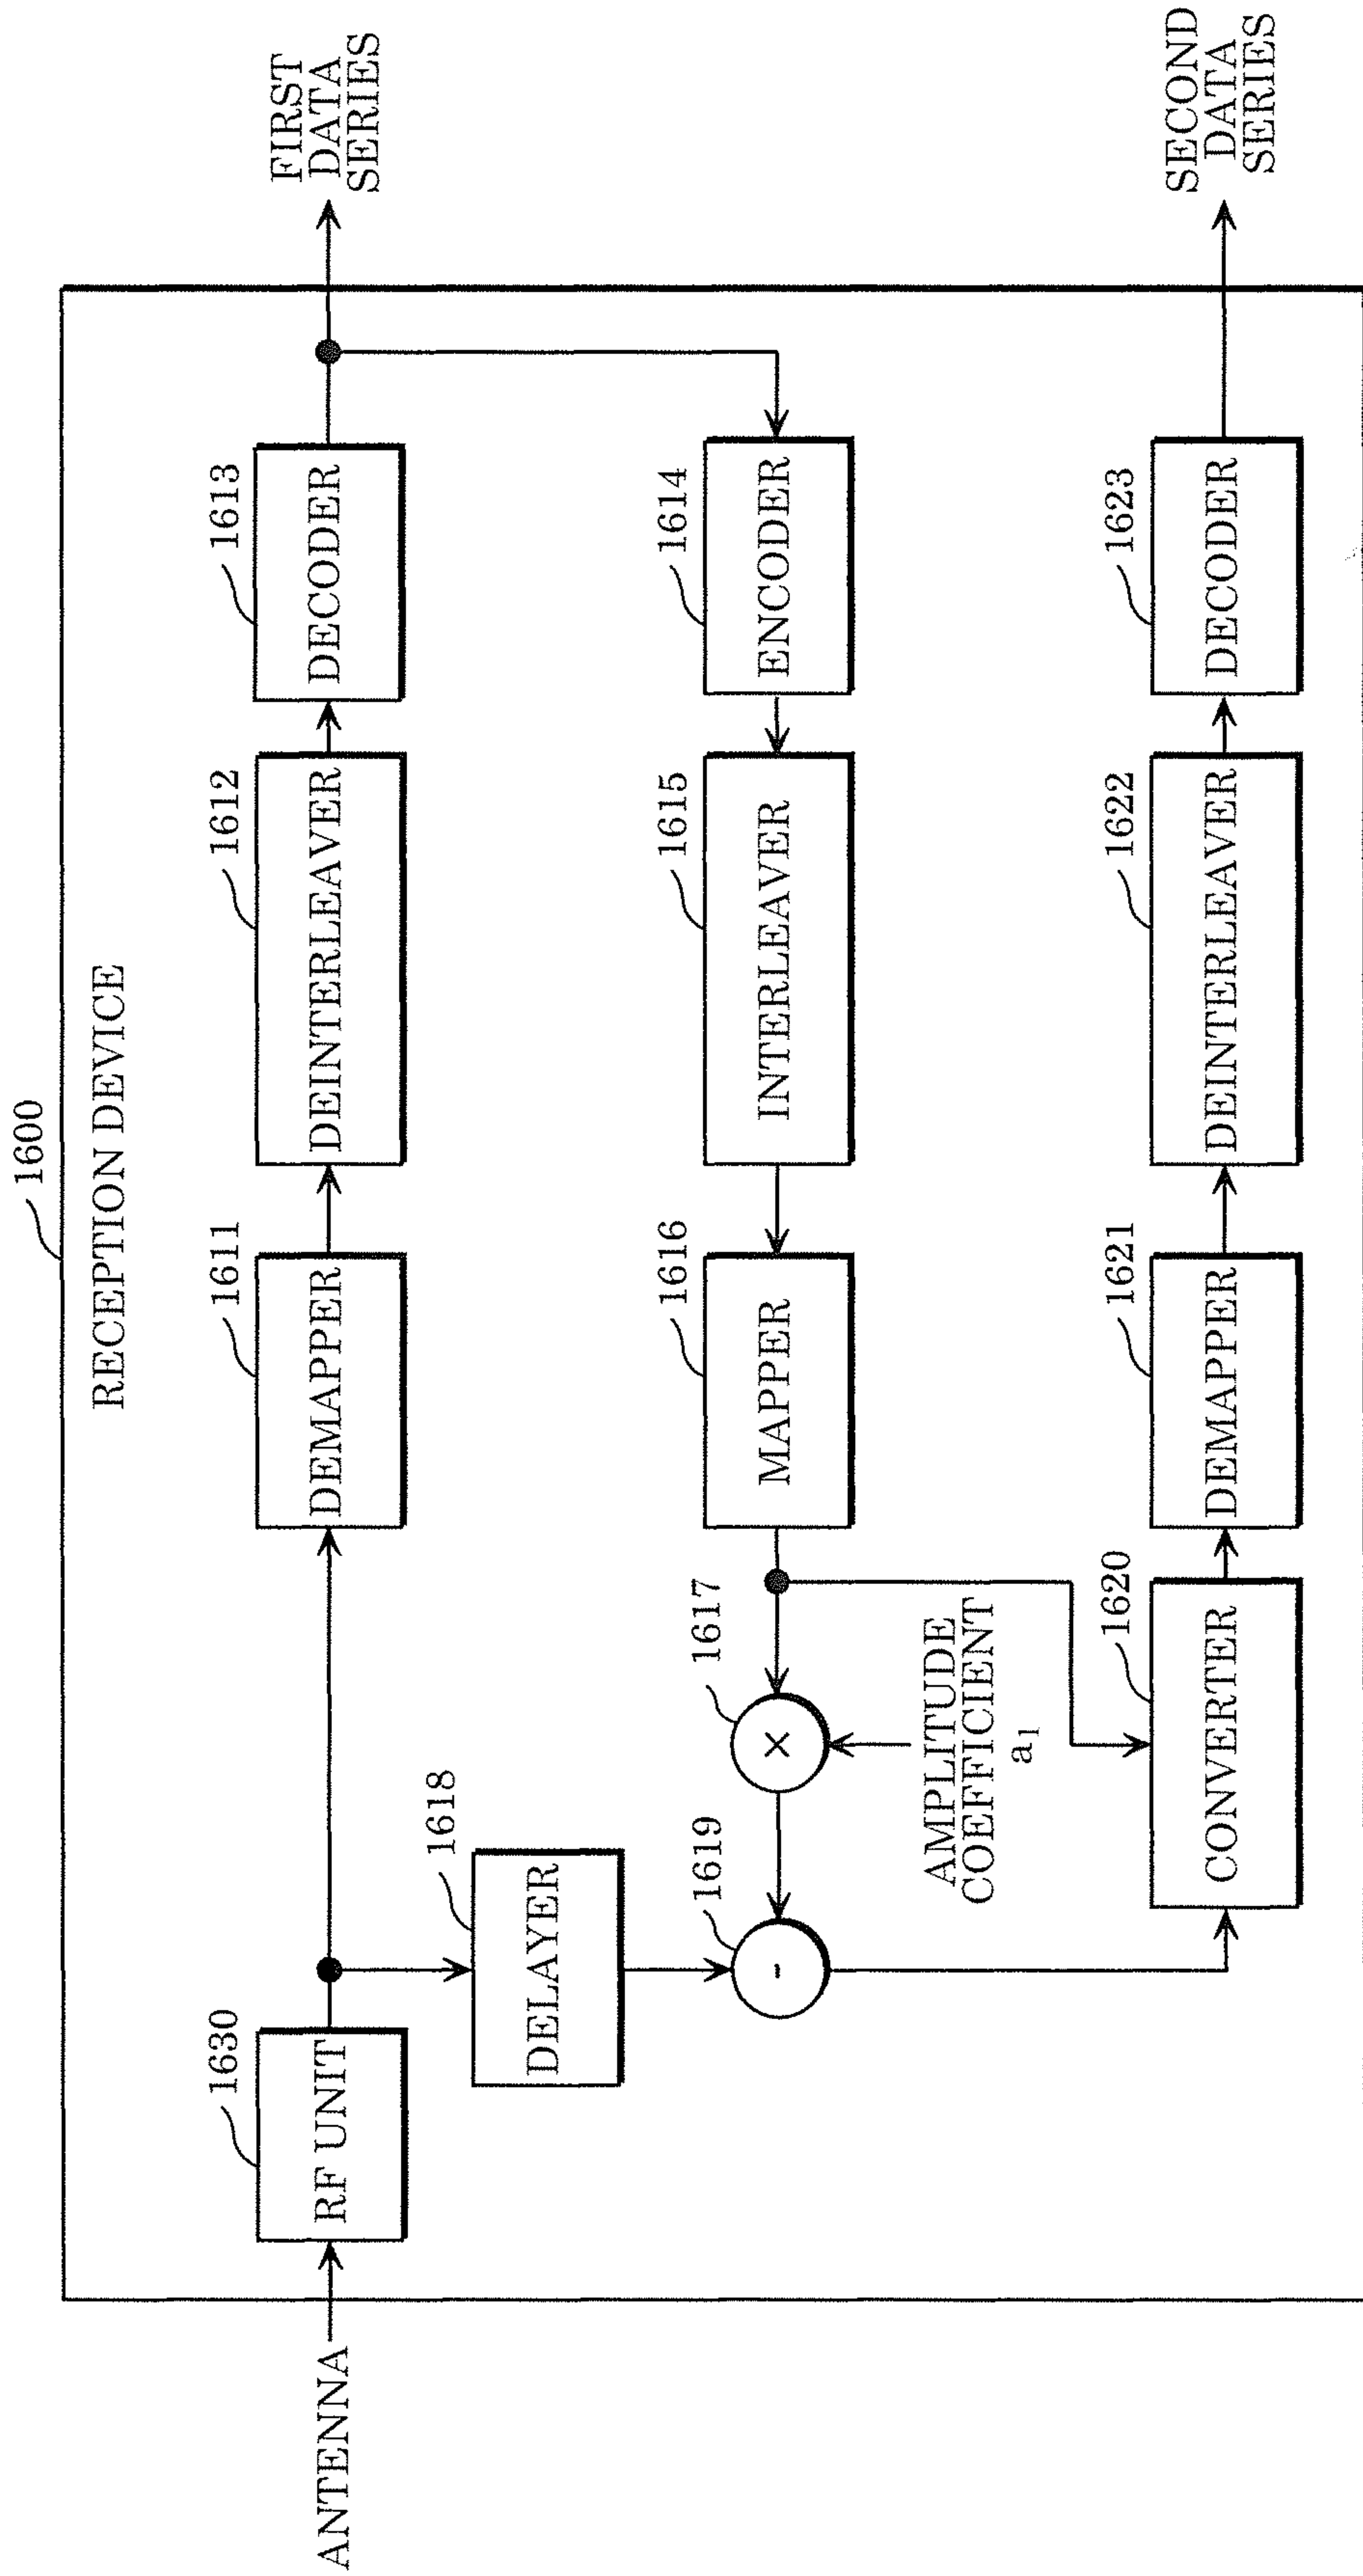 1600
RECEPTION DEVICE
ANTENNA
1630
RF UNIT
1611
DEMAPPER
1612
DEINTERLEAVER
1613
DECODER
FIRST
DATA
SERIES
1618
DELAYER
1619
-
1617
×
AMPLITUDE
COEFFICIENT
a1
1616
MAPPER
1615
INTERLEAVER
1614
ENCODER
1620
CONVERTER
1621
DEMAPPER
1622
DEINTERLEAVER
1623
DECODER
SECOND
DATA
SERIES